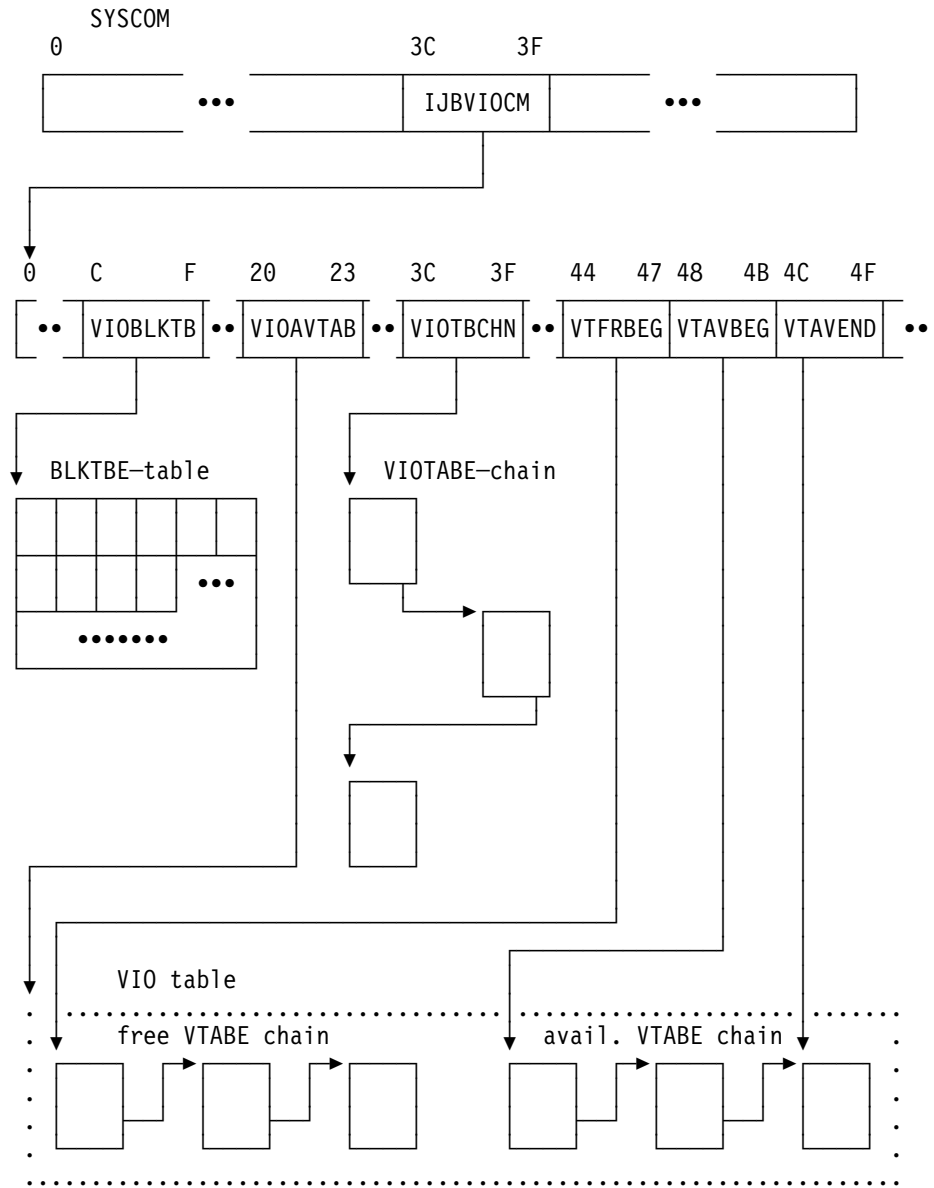 SYSCOM
0 3C 3F
••• IJBVIOCM •••
0 C F 20 23 3C 3F 44 47 48 4B 4C 4F
•• VIOBLKTB •• VIOAVTAB •• VIOTBCHN •• VTFRBEG VTAVBEG VTAVEND ••
BLKTBE—table VIOTABE—chain
•••
•••••••
VIO table
free VTABE chain avail. VTABE chain